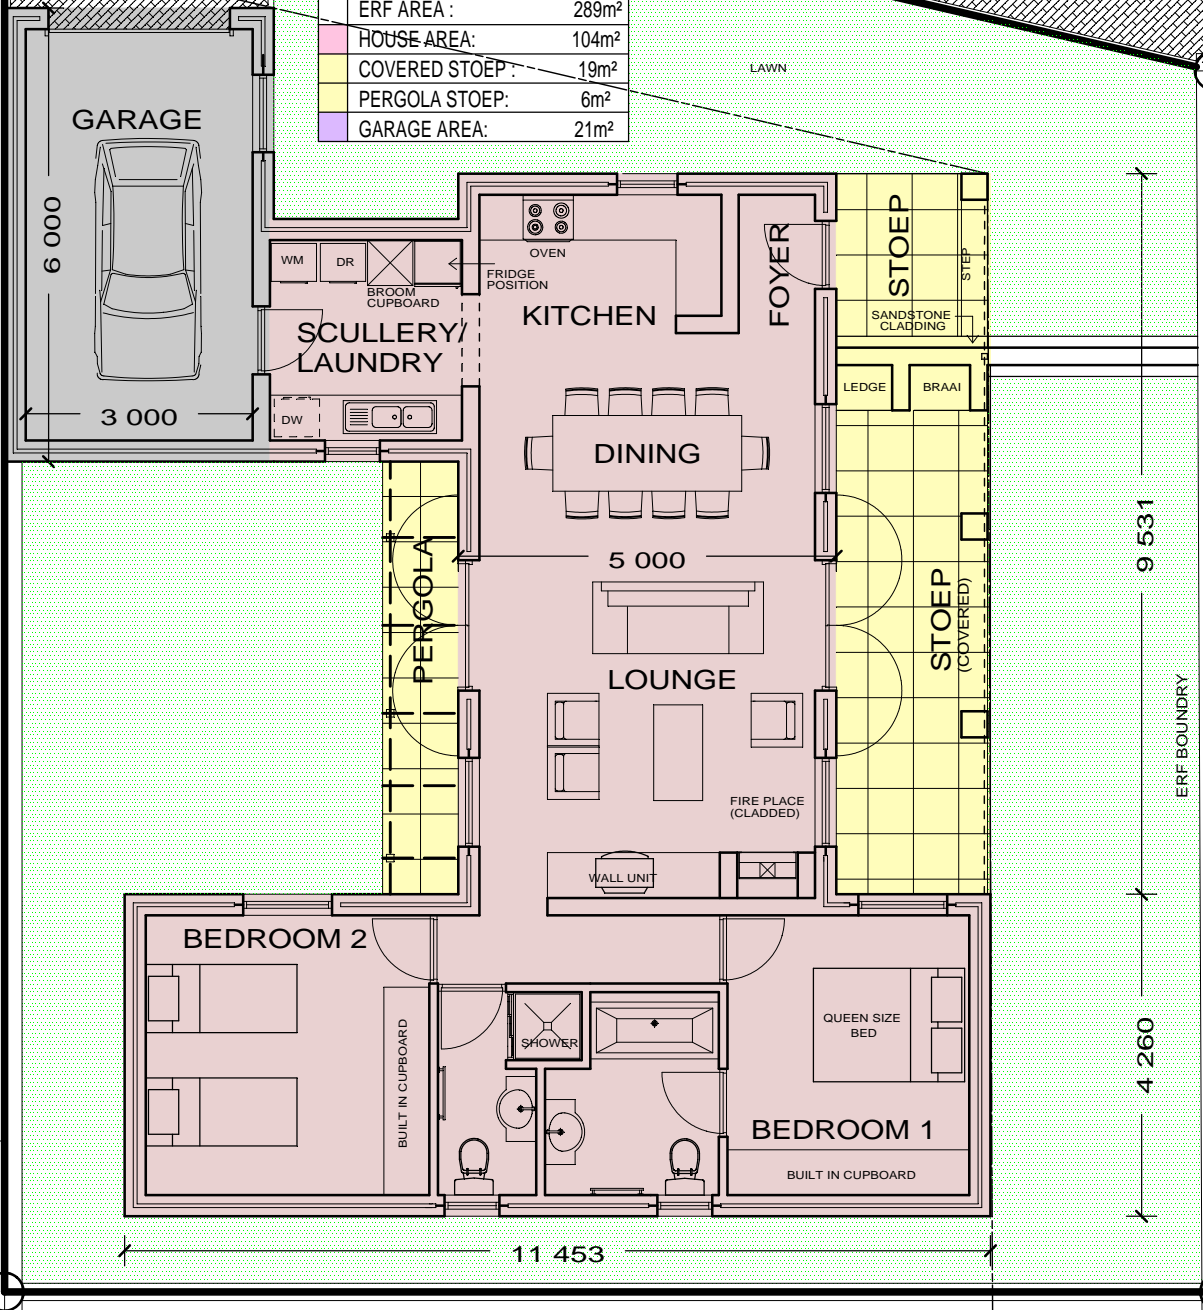 ERF AREA : 289m²
HOUSE AREA: 104m²
COVERED STOEP : 19m²
PERGOLA STOEP: 6m²
GARAGE AREA: 21m²
LAWN
GARAGE
6 000
3 000
WM
DR
BROOM
CUPBOARD
FRIDGE
POSITION
OVEN
KITCHEN
FOYER
STOEP
STEP
SANDSTONE
CLADDING
SCULLERY/
LAUNDRY
DW
LEDGE
BRAAI
DINING
5 000
PERGOLA
LOUNGE
STOEP
(COVERED)
9 531
ERF BOUNDRY
FIRE PLACE
(CLADDED)
WALL UNIT
BEDROOM 2
BUILT IN CUPBOARD
SHOWER
QUEEN SIZE
BED
BEDROOM 1
BUILT IN CUPBOARD
4 260
11 453